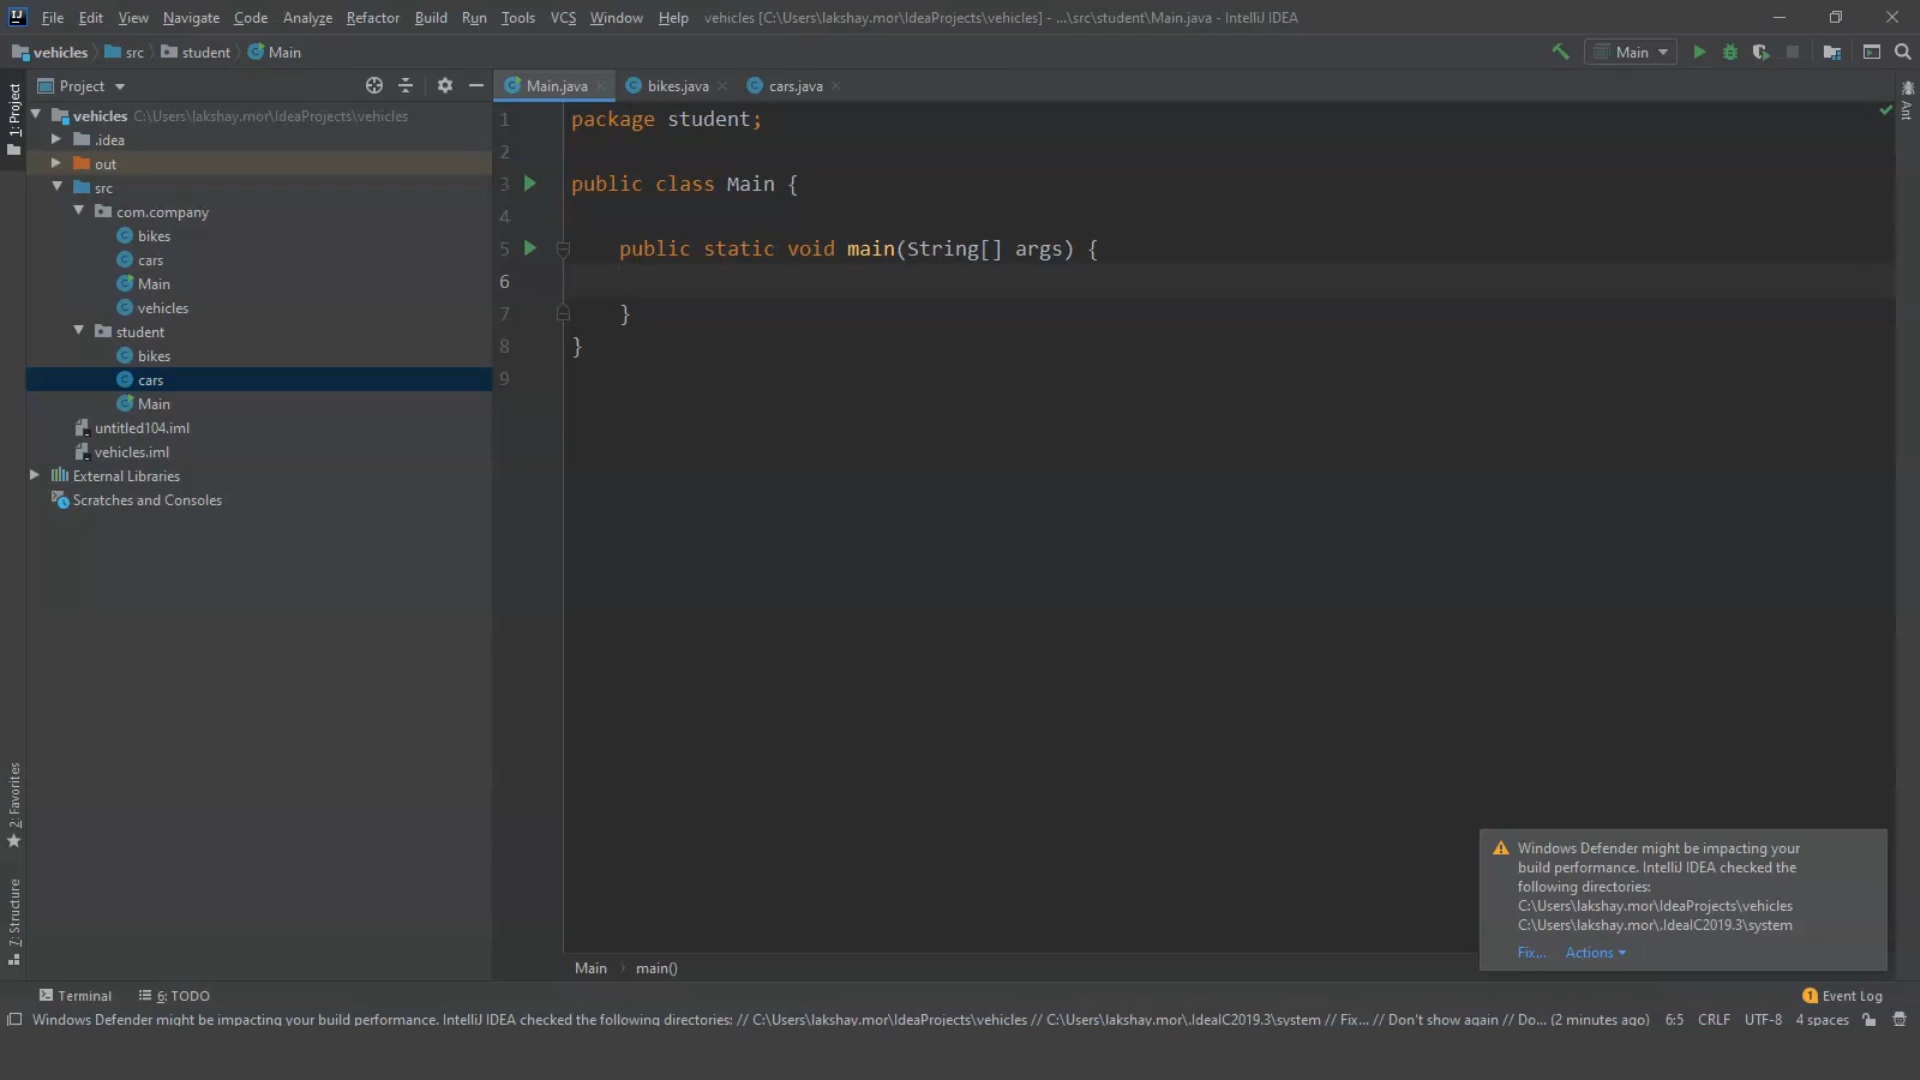 File Edit View Navigate Code Analyze Refactor Build Run Tools VCS Window Help vehicles [C:\Users\lakshay.mor\IdeaProjects\vehicles] - ...\src\student\Main.java - IntelliJ IDEA
vehicles src student Main
Main
Project
Main.java bikes.java cars.java
1: Project
Ant
vehicles C:\Users\lakshay.mor\IdeaProjects\vehicles
.idea
out
src
com.company
bikes
cars
Main
vehicles
student
bikes
cars
Main
untitled104.iml
vehicles.iml
External Libraries
Scratches and Consoles
1 package student;
2
3 public class Main {
4
5 public static void main(String[] args) {
6
7 }
8 }
9
2: Favorites
7: Structure
Windows Defender might be impacting your
build performance. IntelliJ IDEA checked the
following directories:
C:\Users\lakshay.mor\IdeaProjects\vehicles
C:\Users\lakshay.mor\.IdeaIC2019.3\system
Fix... Actions
Main main()
Terminal 6: TODO
1 Event Log
Windows Defender might be impacting your build performance. IntelliJ IDEA checked the following directories: // C:\Users\lakshay.mor\IdeaProjects\vehicles // C:\Users\lakshay.mor\.IdeaIC2019.3\system // Fix... // Don't show again // Do... (2 minutes ago) 6:5 CRLF UTF-8 4 spaces